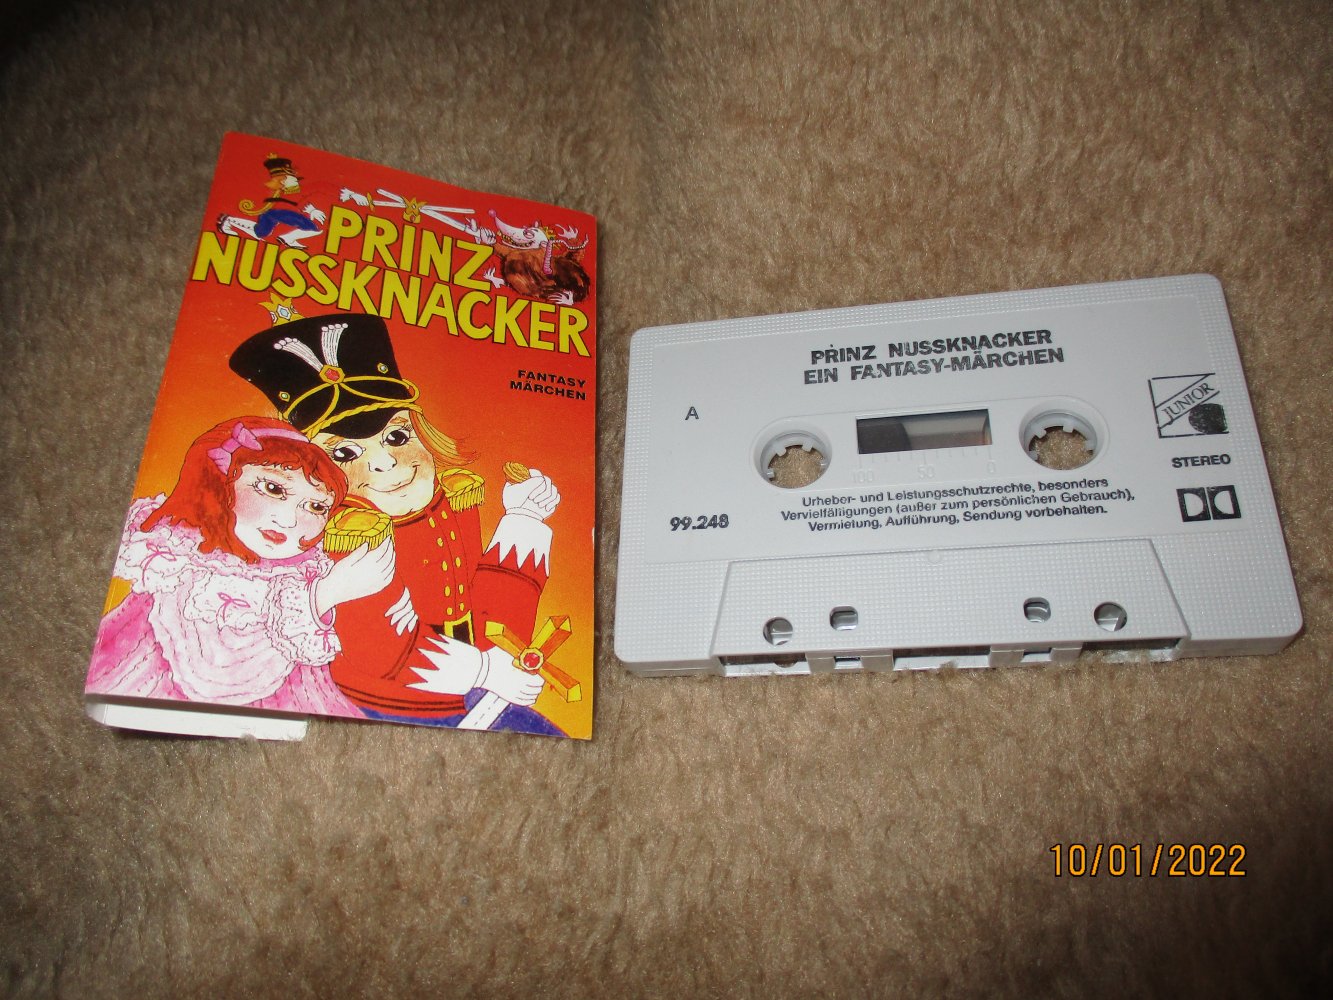 PRINZ
NUSSKNACKER
FANTASY
MÄRCHEN
PRINZ NUSSKNACKER
EIN FANTASY-MÄRCHEN
A
JUNIOR
STEREO
100 50 0
99.248
Urheber- und Leistungsschutzrechte, besonders
Vervielfäligungen (außer zum persönlichen Gebrauch),
Vermietung, Aufführung, Sendung vorbehalten.
10/01/2022